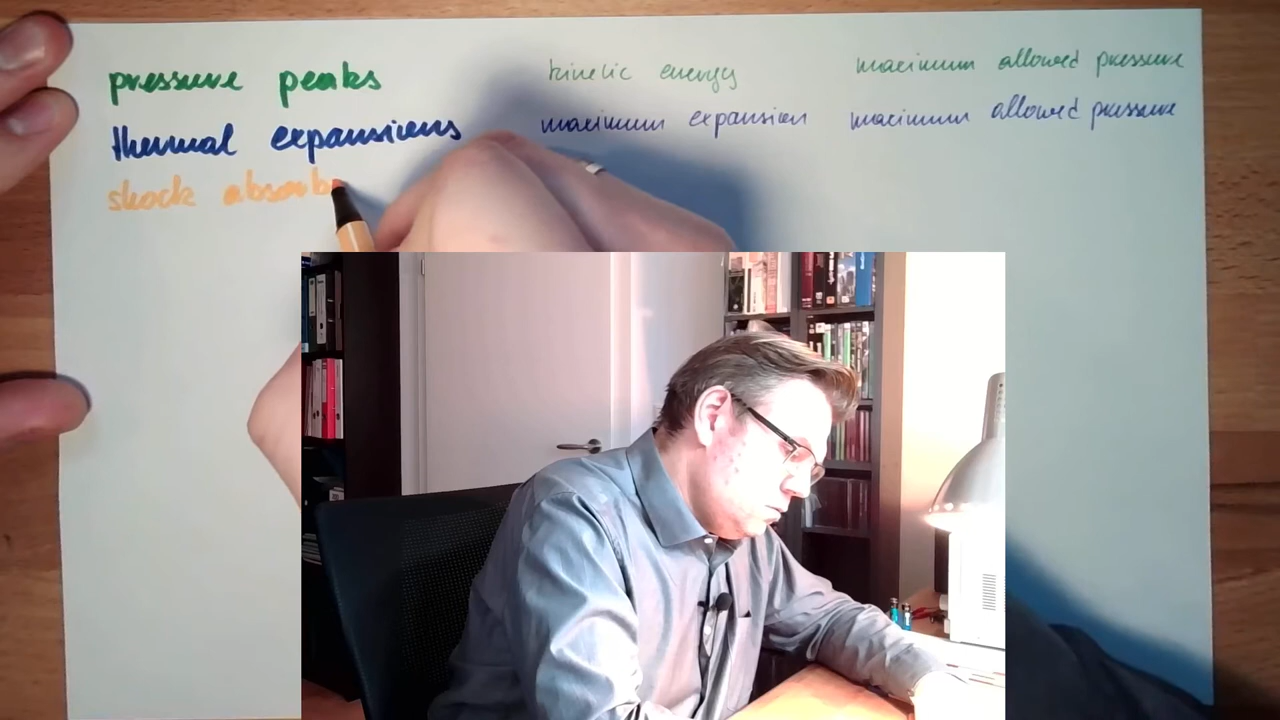 pressure peaks kinetic energy maximum allowed pressure
thermal expansions maximum expansion maximum allowed pressure
shock absorb